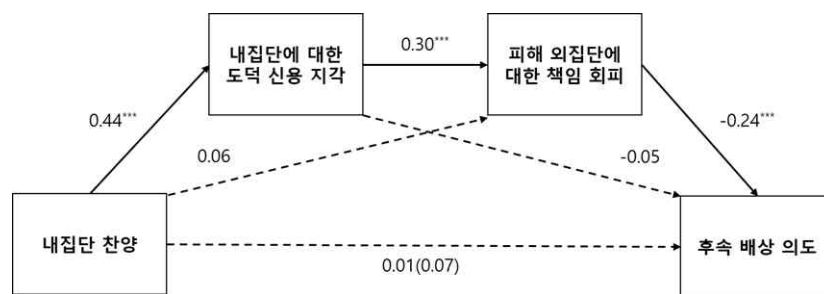 내집단에 대한
도덕 신용 지각
0.30***
피해 외집단에
대한 책임 회피
0.44***
0.06
-0.05
-0.24***
내집단 찬양
0.01(0.07)
후속 배상 의도